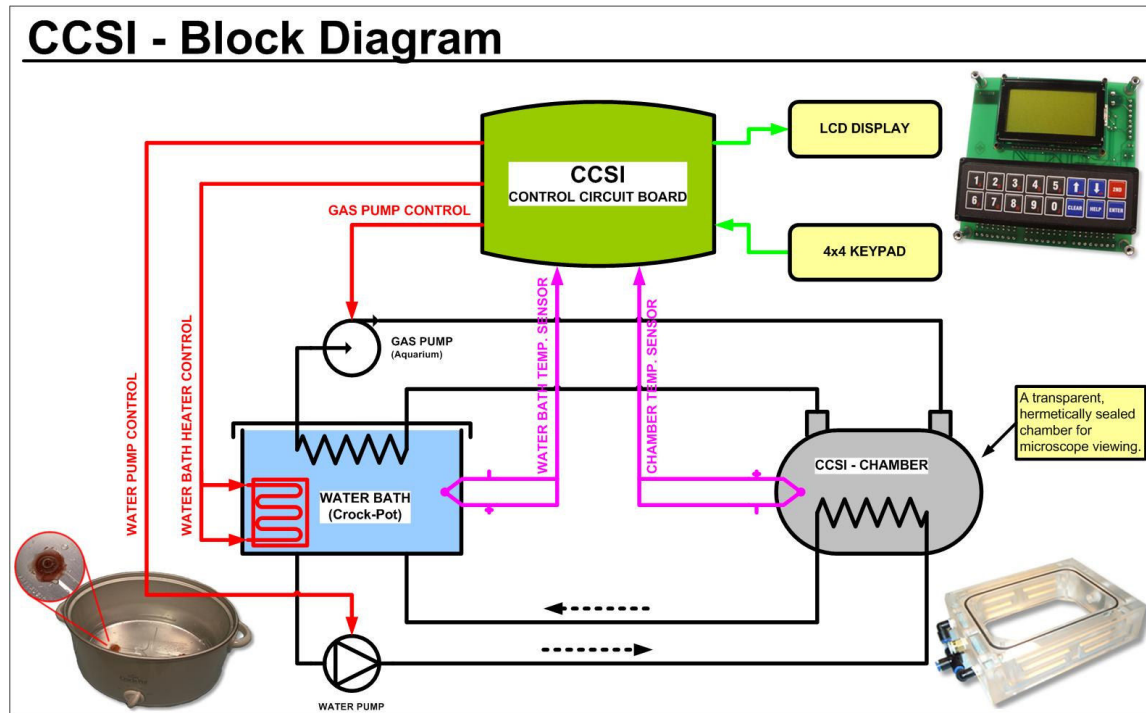 CCSI - Block Diagram
LCD DISPLAY
CCSI
CONTROL CIRCUIT BOARD
GAS PUMP CONTROL
4x4 KEYPAD
1 2 3 4 5 2ND
6 7 8 9 0 CLEAR HELP ENTER
WATER PUMP CONTROL
WATER BATH HEATER CONTROL
WATER BATH TEMP. SENSOR
CHAMBER TEMP. SENSOR
GAS PUMP
(Aquarium)
A transparent,
hermetically sealed
chamber for
microscope viewing.
CCSI - CHAMBER
WATER BATH
(Crock-Pot)
- +
+ -
WATER PUMP